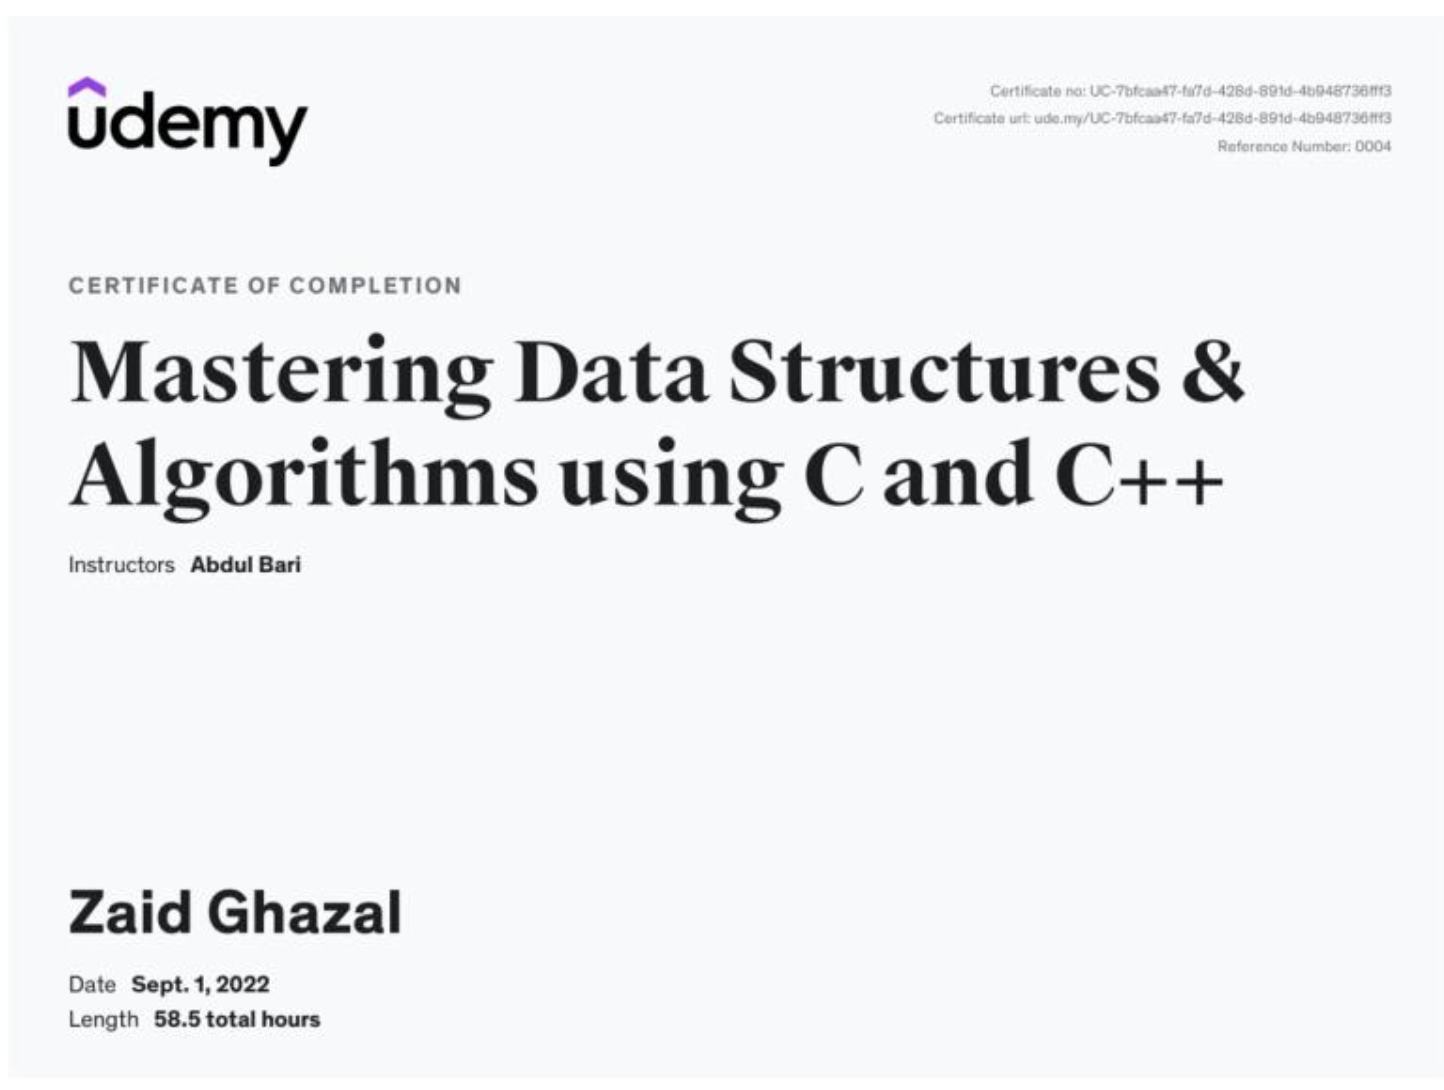 udemy
Certificate no: UC-7bfcaa47-fa7d-428d-891d-4b948736fff3
Certificate url: ude.my/UC-7bfcaa47-fa7d-428d-891d-4b948736fff3
Reference Number: 0004
CERTIFICATE OF COMPLETION
Mastering Data Structures &
Algorithms using C and C++
Instructors Abdul Bari
Zaid Ghazal
Date Sept. 1, 2022
Length 58.5 total hours